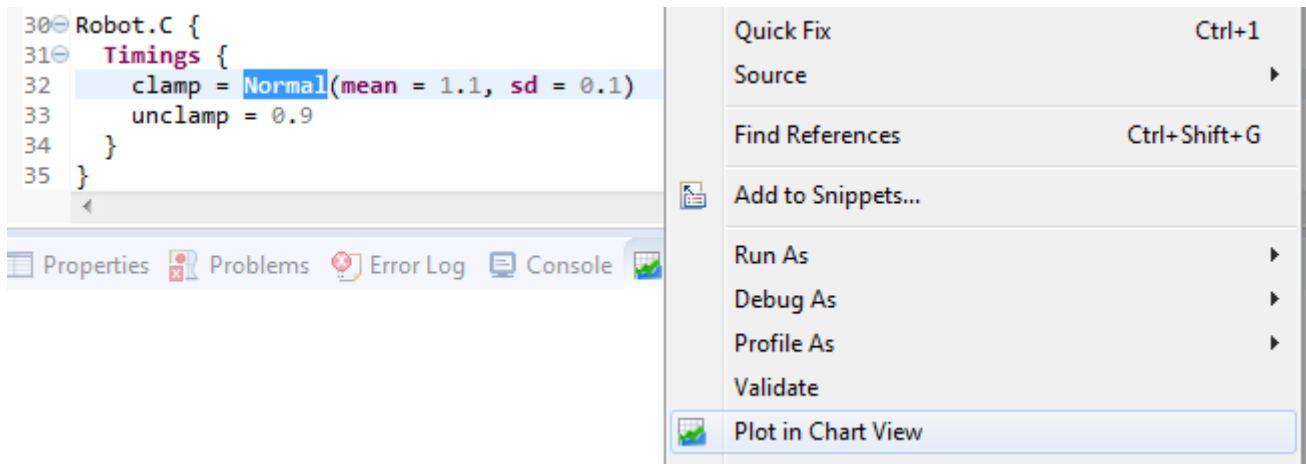 30 Robot.C {
31 Timings {
32 clamp = Normal(mean = 1.1, sd = 0.1)
33 unclamp = 0.9
34 }
35 }
Properties Problems Error Log Console
Quick Fix Ctrl+1
Source
Find References Ctrl+Shift+G
Add to Snippets...
Run As
Debug As
Profile As
Validate
Plot in Chart View